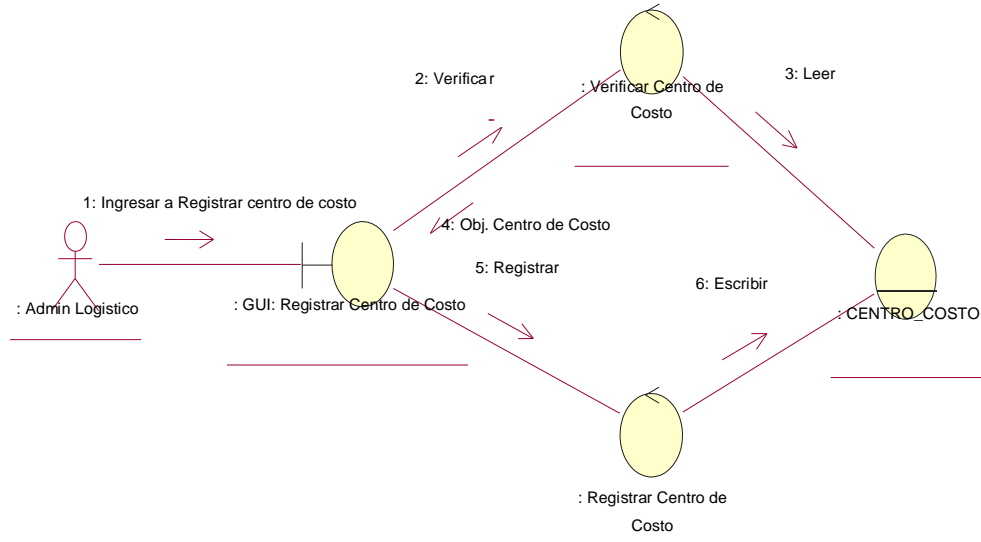 2: Verificar
3: Leer
: Verificar Centro de
Costo
1: Ingresar a Registrar centro de costo
4: Obj. Centro de Costo
5: Registrar
6: Escribir
: Admin Logistico
: GUI: Registrar Centro de Costo
: CENTRO_COSTO
: Registrar Centro de
Costo